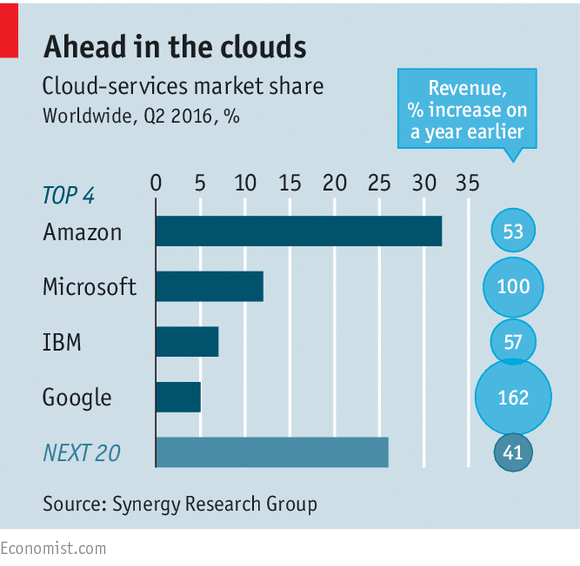 Ahead in the clouds
Cloud-services market share
Worldwide, Q2 2016, %
Revenue,
% increase on
a year earlier
TOP 4
0 5 10 15 20 25 30 35
Amazon 53
Microsoft 100
IBM 57
Google 162
NEXT 20 41
Source: Synergy Research Group
Economist.com